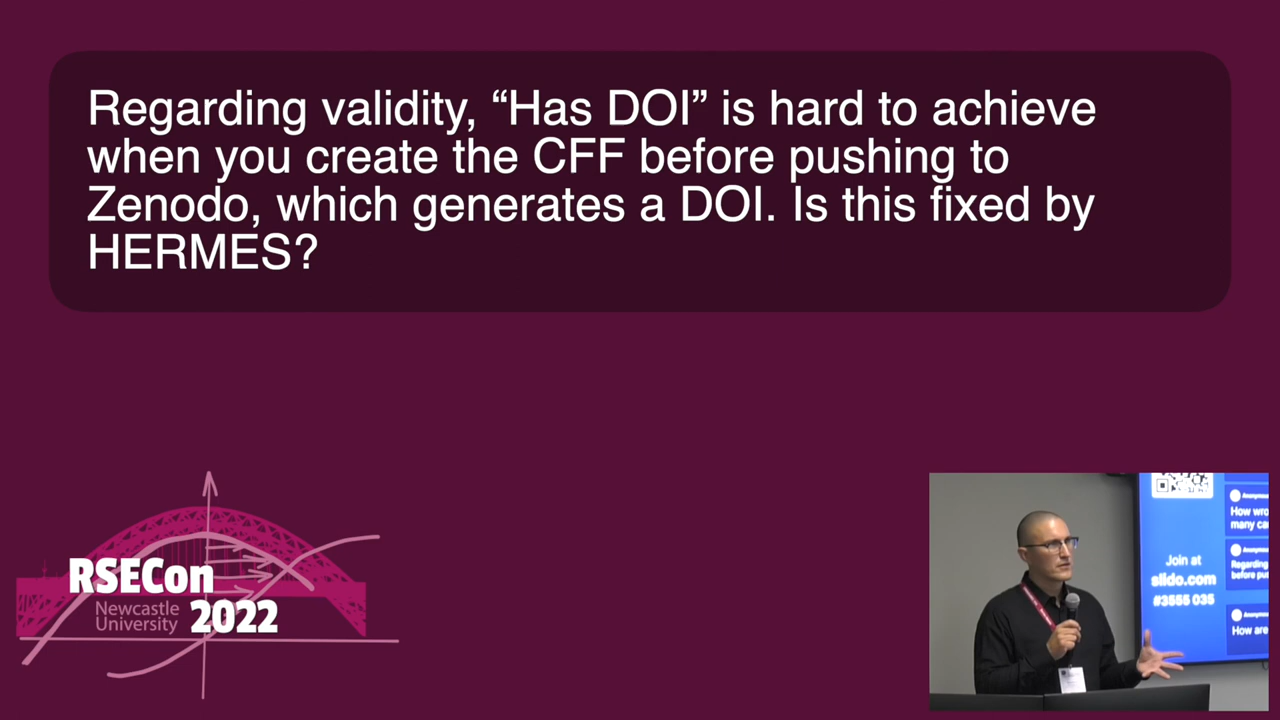 Regarding validity, “Has DOI” is hard to achieve
when you create the CFF before pushing to
Zenodo, which generates a DOI. Is this fixed by
HERMES?
RSECon
Newcastle
University
2022
Join at
slido.com
#3555 035
How wro
many ca
Regarding
before pu
How are